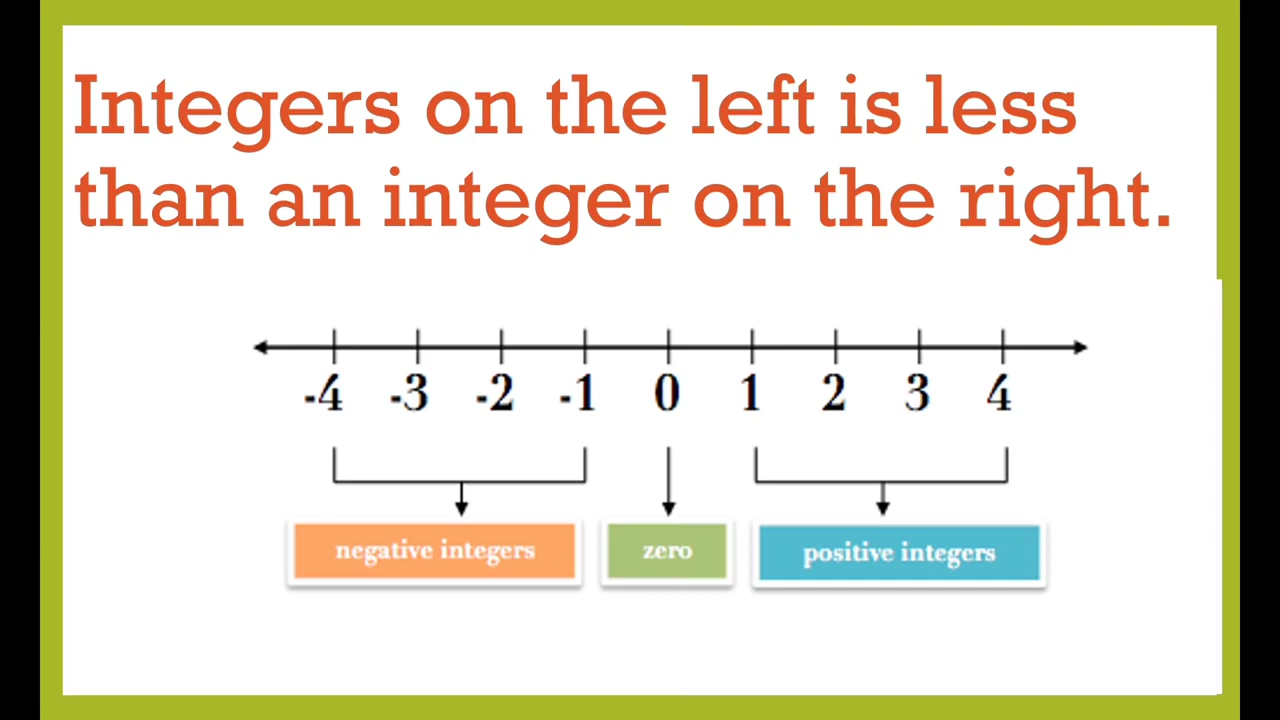 Integers on the left is less
than an integer on the right.
-4 -3 -2 -1 0 1 2 3 4
negative integers zero positive integers